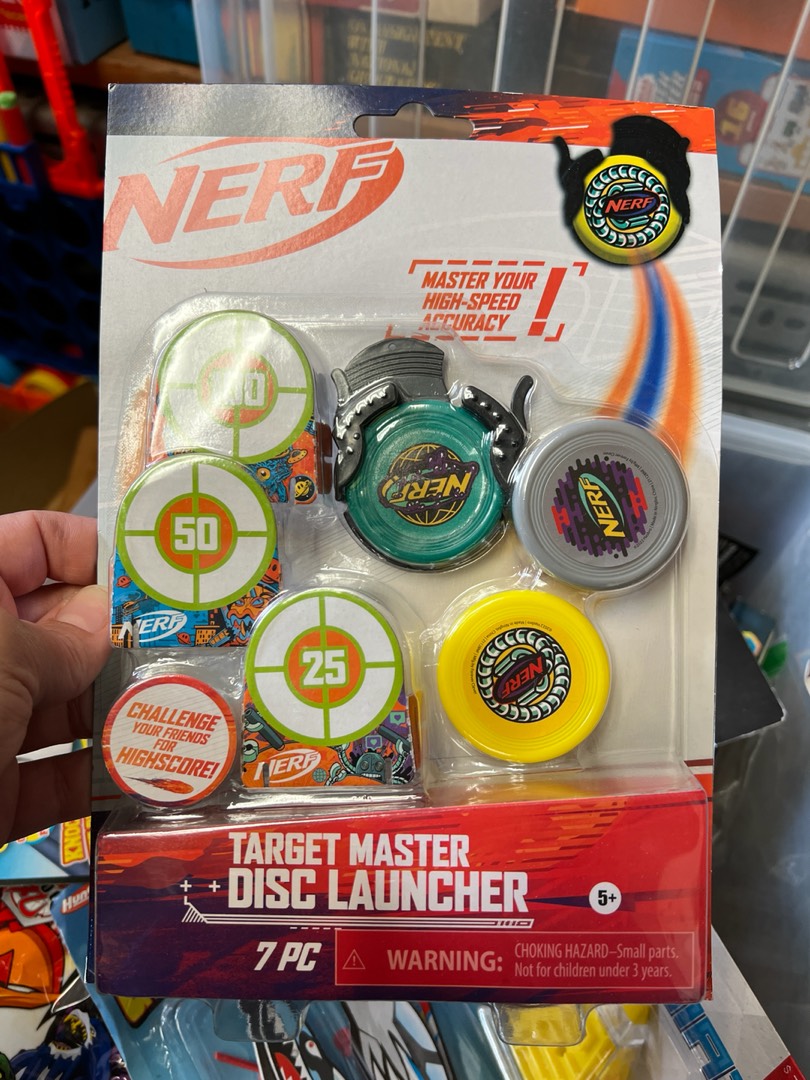 NERF
NERF
MASTER YOUR
HIGH-SPEED
ACCURACY
!
100
50
NERF
25
NERF
NERF
NERF
NERF
CHALLENGE
YOUR FRIENDS
FOR
HIGHSCORE!
TARGET MASTER
DISC LAUNCHER
5+
7 PC
WARNING:
CHOKING HAZARD–Small parts.
Not for children under 3 years.